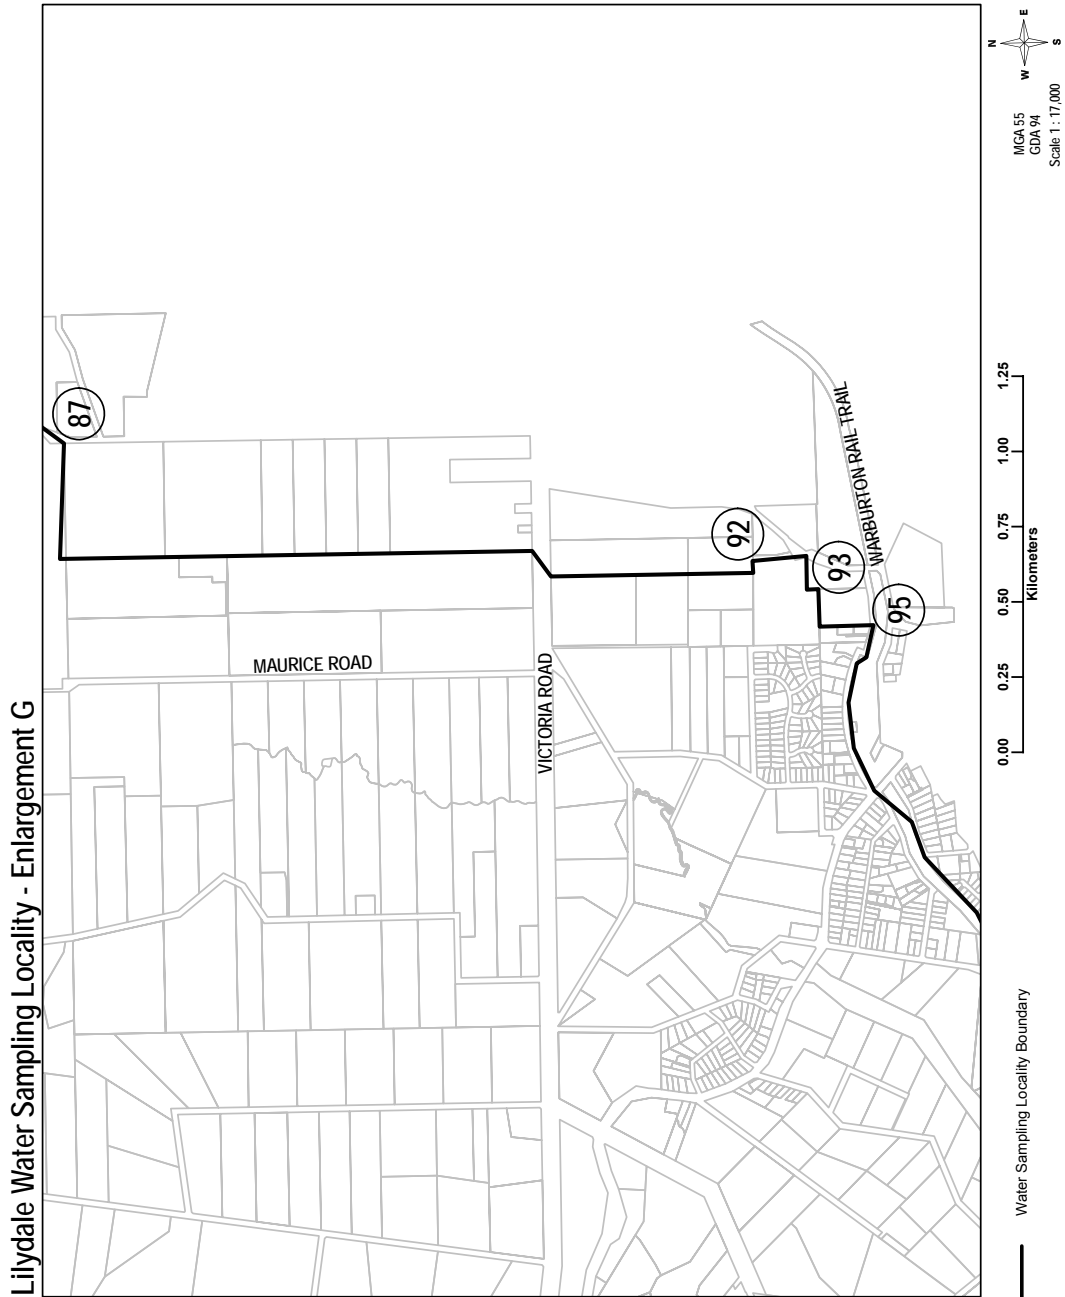 Lilydale Water Sampling Locality - Enlargement G
87
92
93
95
MAURICE ROAD
VICTORIA ROAD
WARBURTON RAIL TRAIL
Water Sampling Locality Boundary
0.00 0.25 0.50 0.75 1.00 1.25
Kilometers
MGA 55
GDA 94
Scale 1 : 17,000
N
W
E
S